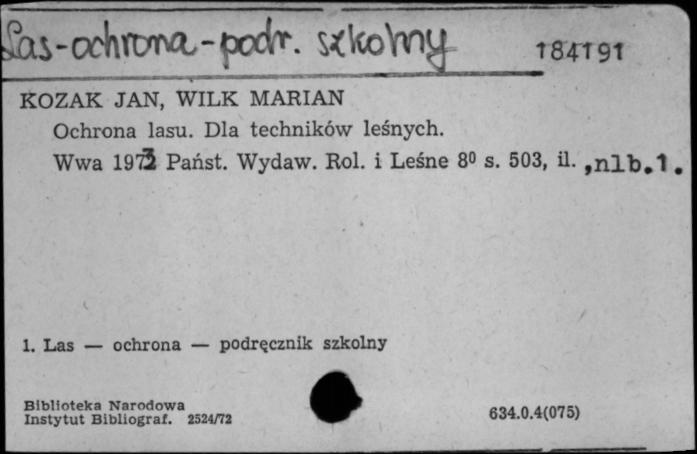 Las-ochrona-podr. szkolny 184191
KOZAK JAN, WILK MARIAN
Ochrona lasu. Dla techników leśnych.
Wwa 1973 Państ. Wydaw. Rol. i Leśne 8⁰ s. 503, il. ,nlb.1.
1. Las — ochrona — podręcznik szkolny
Biblioteka Narodowa
Instytut Bibliograf. 2524/72
634.0.4(075)